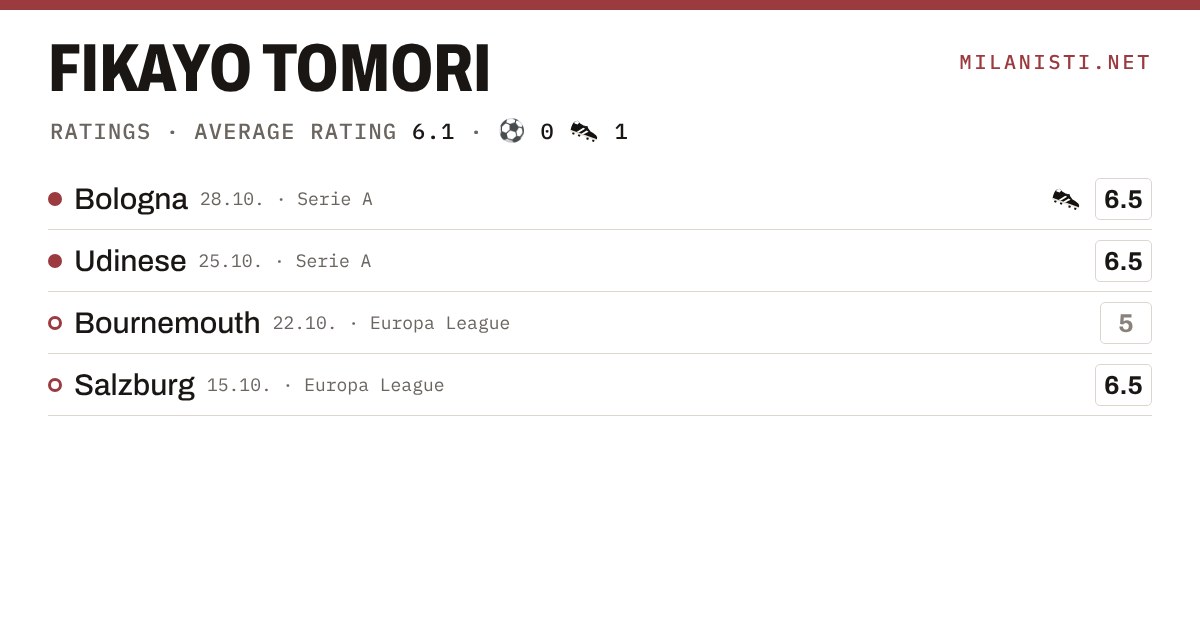 FIKAYO TOMORI
MILANISTI.NET
RATINGS · AVERAGE RATING 6.1 · ⚽ 0 1
Bologna 28.10. · Serie A 6.5
Udinese 25.10. · Serie A 6.5
Bournemouth 22.10. · Europa League 5
Salzburg 15.10. · Europa League 6.5